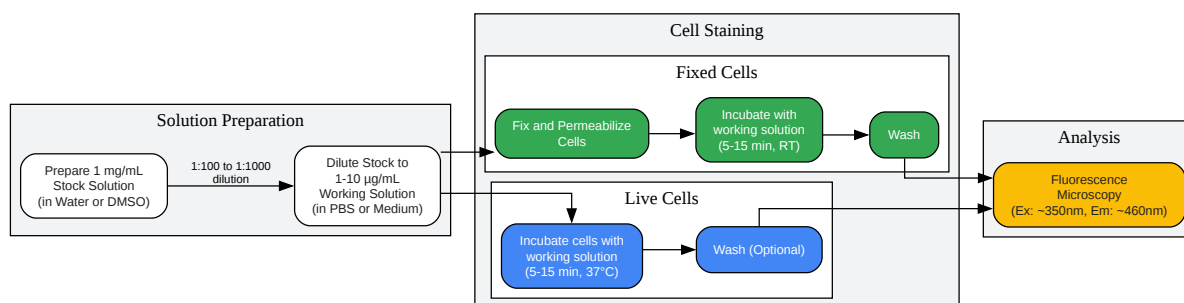 Solution Preparation
Prepare 1 mg/mL
Stock Solution
(in Water or DMSO)
1:100 to 1:1000
dilution
Dilute Stock to
1-10 µg/mL
Working Solution
(in PBS or Medium)
Cell Staining
Fixed Cells
Fix and Permeabilize
Cells
Incubate with
working solution
(5-15 min, RT)
Wash
Live Cells
Incubate cells with
working solution
(5-15 min, 37°C)
Wash (Optional)
Analysis
Fluorescence
Microscopy
(Ex: ~350nm, Em: ~460nm)